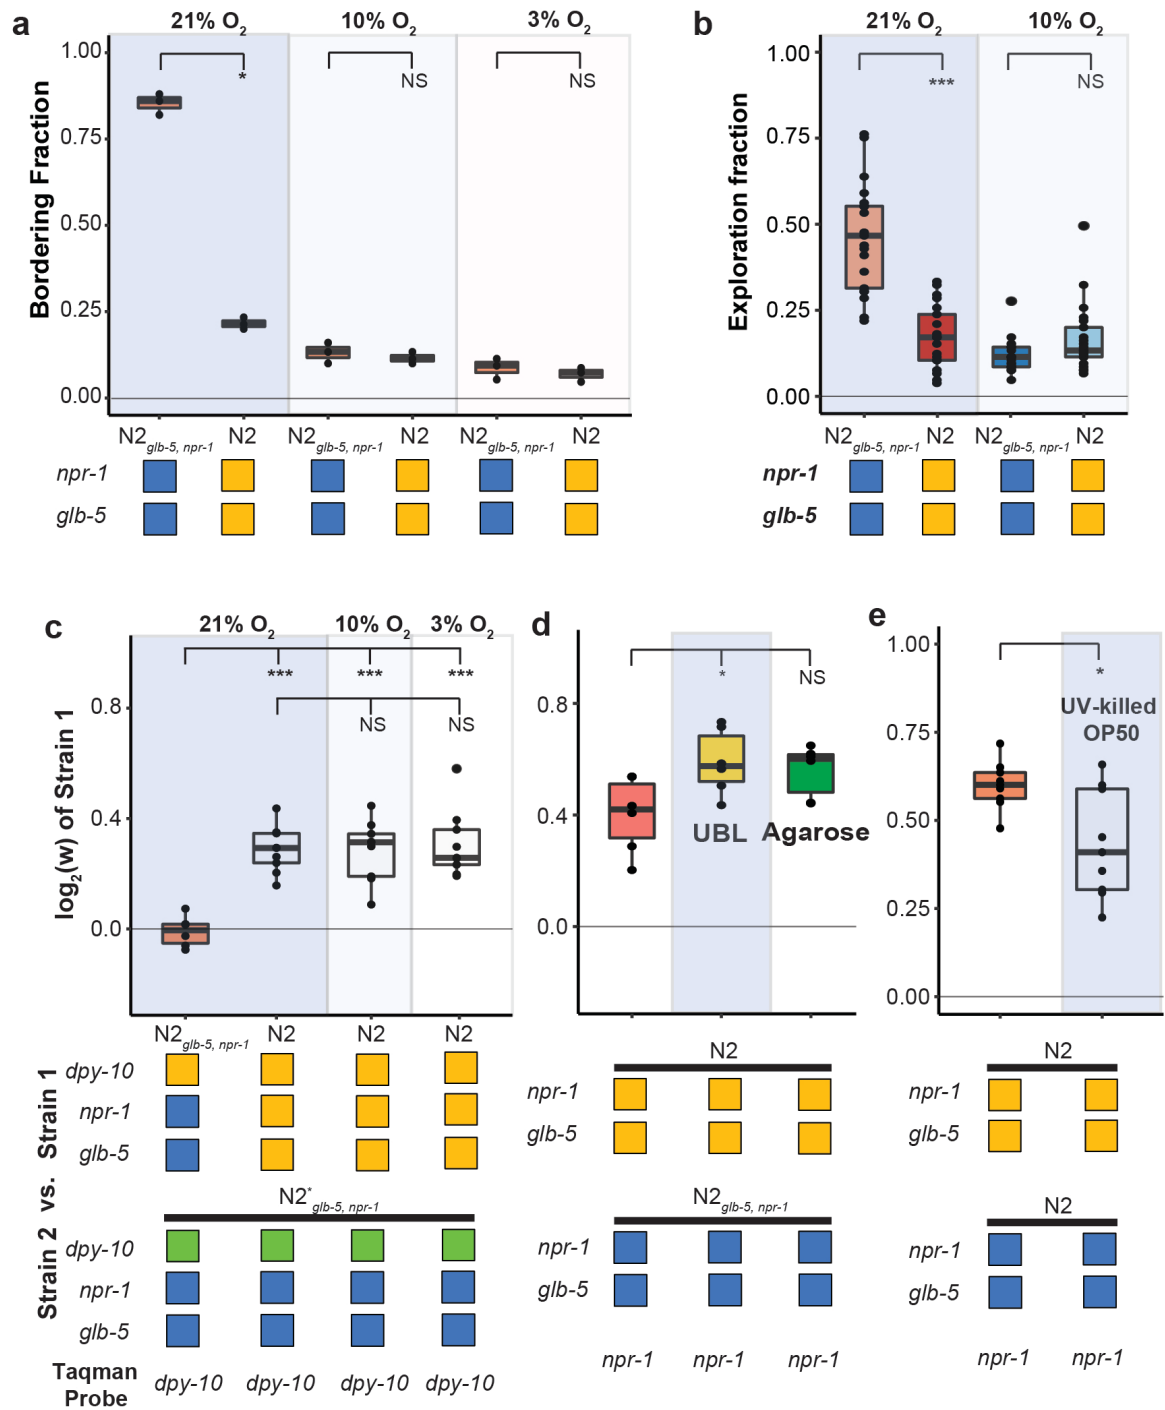 a
21% O2 10% O2 3% O2
Bordering Fraction
1.00
0.75
0.50
0.25
0.00
* NS NS
N2glb-5, npr-1 N2 N2glb-5, npr-1 N2 N2glb-5, npr-1 N2
npr-1
glb-5
b
21% O2 10% O2
Exploration fraction
1.00
0.75
0.50
0.25
0.00
*** NS
N2glb-5, npr-1 N2 N2glb-5, npr-1 N2
npr-1
glb-5
c
21% O2 10% O2 3% O2
log2(w) of Strain 1
0.8
0.4
0.0
*** *** ***
NS NS
N2glb-5, npr-1 N2 N2 N2
Strain 1
dpy-10
npr-1
glb-5
vs.
N2*glb-5, npr-1
Strain 2
dpy-10
npr-1
glb-5
Taqman
Probe
dpy-10 dpy-10 dpy-10 dpy-10
d
0.8
0.4
0.0
* NS
UBL Agarose
N2
npr-1
glb-5
N2glb-5, npr-1
npr-1
glb-5
npr-1 npr-1 npr-1
e
1.00
0.75
0.50
0.25
0.00
*
UV-killed
OP50
N2
npr-1
glb-5
N2
npr-1
glb-5
npr-1 npr-1